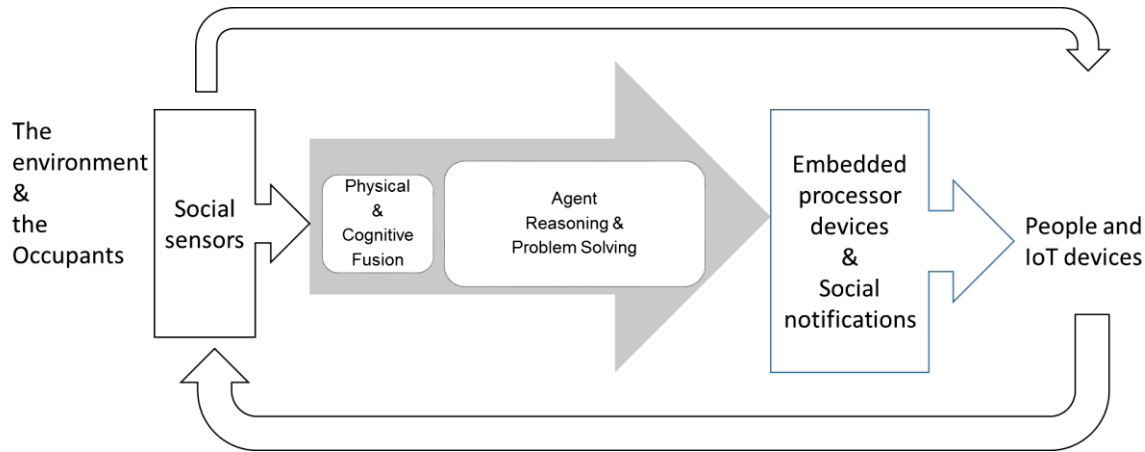 The
environment
&
the
Occupants
Social
sensors
Physical
&
Cognitive
Fusion
Agent
Reasoning &
Problem Solving
Embedded
processor
devices
&
Social
notifications
People and
IoT devices